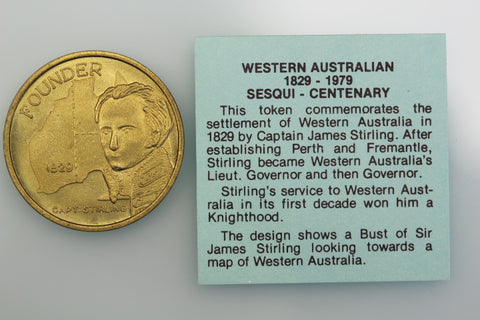 FOUNDER
1829
CAPT. STIRLING
WESTERN AUSTRALIAN
1829 - 1979
SESQUI - CENTENARY
This token commemorates the
settlement of Western Australia in
1829 by Captain James Stirling. After
establishing Perth and Fremantle,
Stirling became Western Australia's
Lieut. Governor and then Governor.
Stirling's service to Western Aust-
ralia in its first decade won him a
Knighthood.
The design shows a Bust of Sir
James Stirling looking towards a
map of Western Australia.